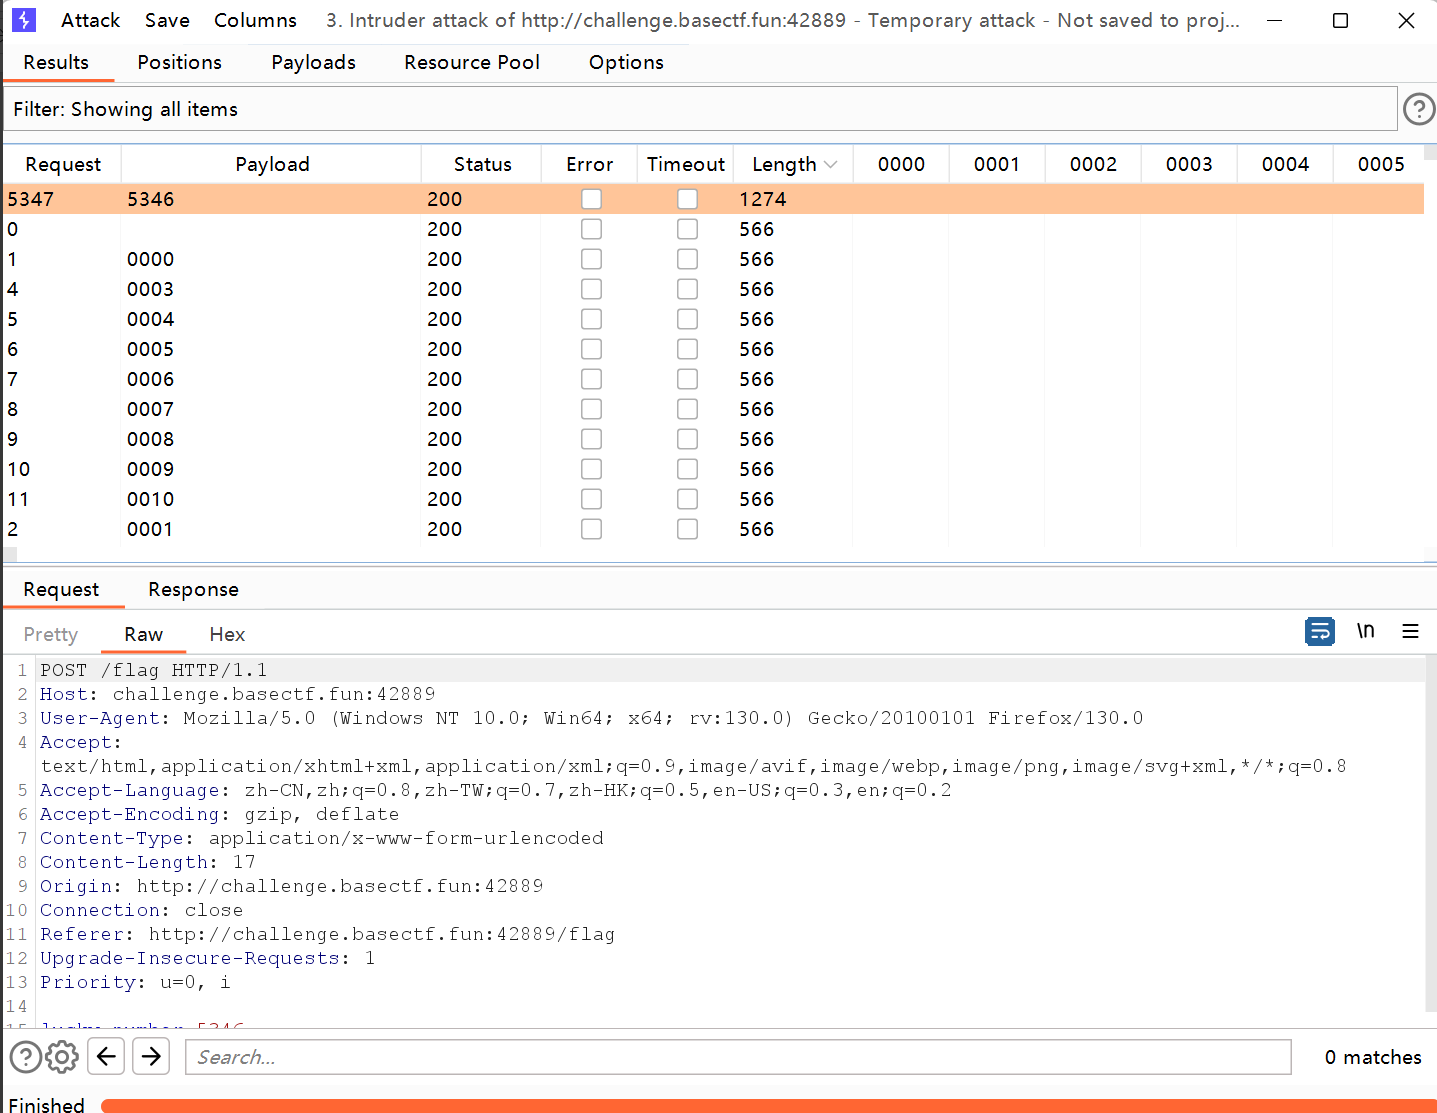 Attack Save Columns 3. Intruder attack of http://challenge.basectf.fun:42889 - Temporary attack - Not saved to proj...
Results Positions Payloads Resource Pool Options
Filter: Showing all items
Request Payload Status Error Timeout Length 0000 0001 0002 0003 0004 0005
5347 5346 200 1274
0 200 566
1 0000 200 566
4 0003 200 566
5 0004 200 566
6 0005 200 566
7 0006 200 566
8 0007 200 566
9 0008 200 566
10 0009 200 566
11 0010 200 566
2 0001 200 566
Request Response
Pretty Raw Hex \n
1 POST /flag HTTP/1.1
2 Host: challenge.basectf.fun:42889
3 User-Agent: Mozilla/5.0 (Windows NT 10.0; Win64; x64; rv:130.0) Gecko/20100101 Firefox/130.0
4 Accept:
text/html,application/xhtml+xml,application/xml;q=0.9,image/avif,image/webp,image/png,image/svg+xml,*/*;q=0.8
5 Accept-Language: zh-CN,zh;q=0.8,zh-TW;q=0.7,zh-HK;q=0.5,en-US;q=0.3,en;q=0.2
6 Accept-Encoding: gzip, deflate
7 Content-Type: application/x-www-form-urlencoded
8 Content-Length: 17
9 Origin: http://challenge.basectf.fun:42889
10 Connection: close
11 Referer: http://challenge.basectf.fun:42889/flag
12 Upgrade-Insecure-Requests: 1
13 Priority: u=0, i
14
Search... 0 matches
Finished